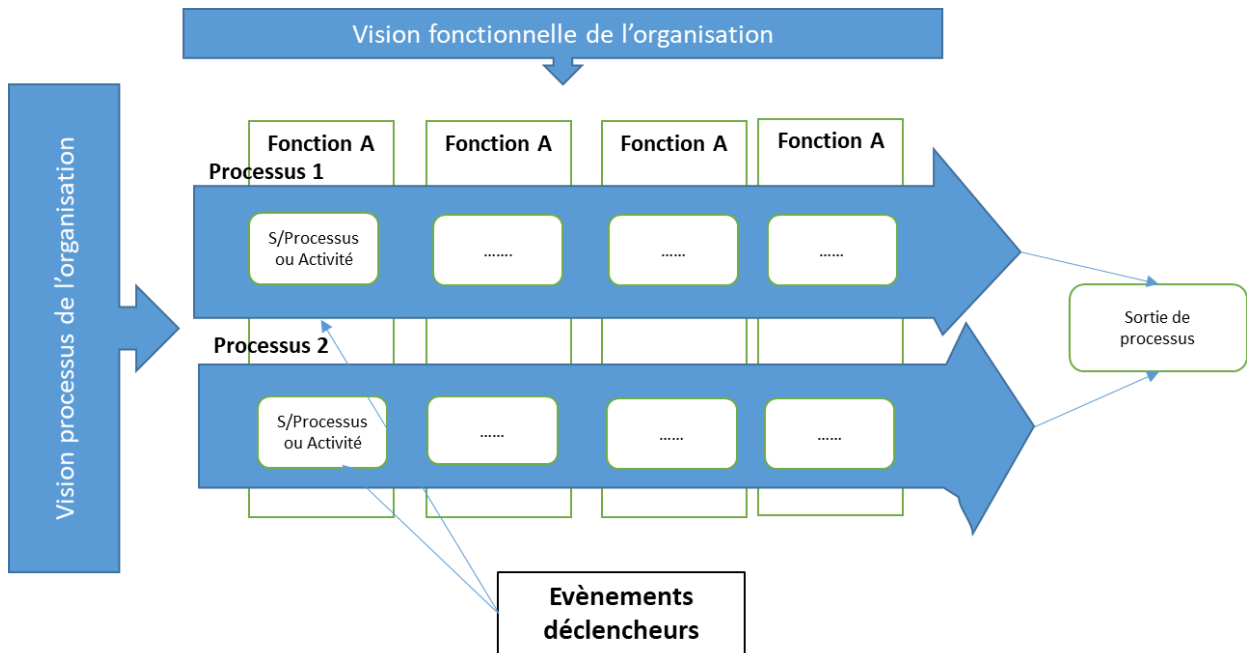 Vision fonctionnelle de l'organisation
Vision processus de l'organisation
Fonction A
Fonction A
Fonction A
Fonction A
Processus 1
S/Processus
ou Activité
…….
……
……
Processus 2
S/Processus
ou Activité
……
……
……
Sortie de
processus
Evènements
déclencheurs